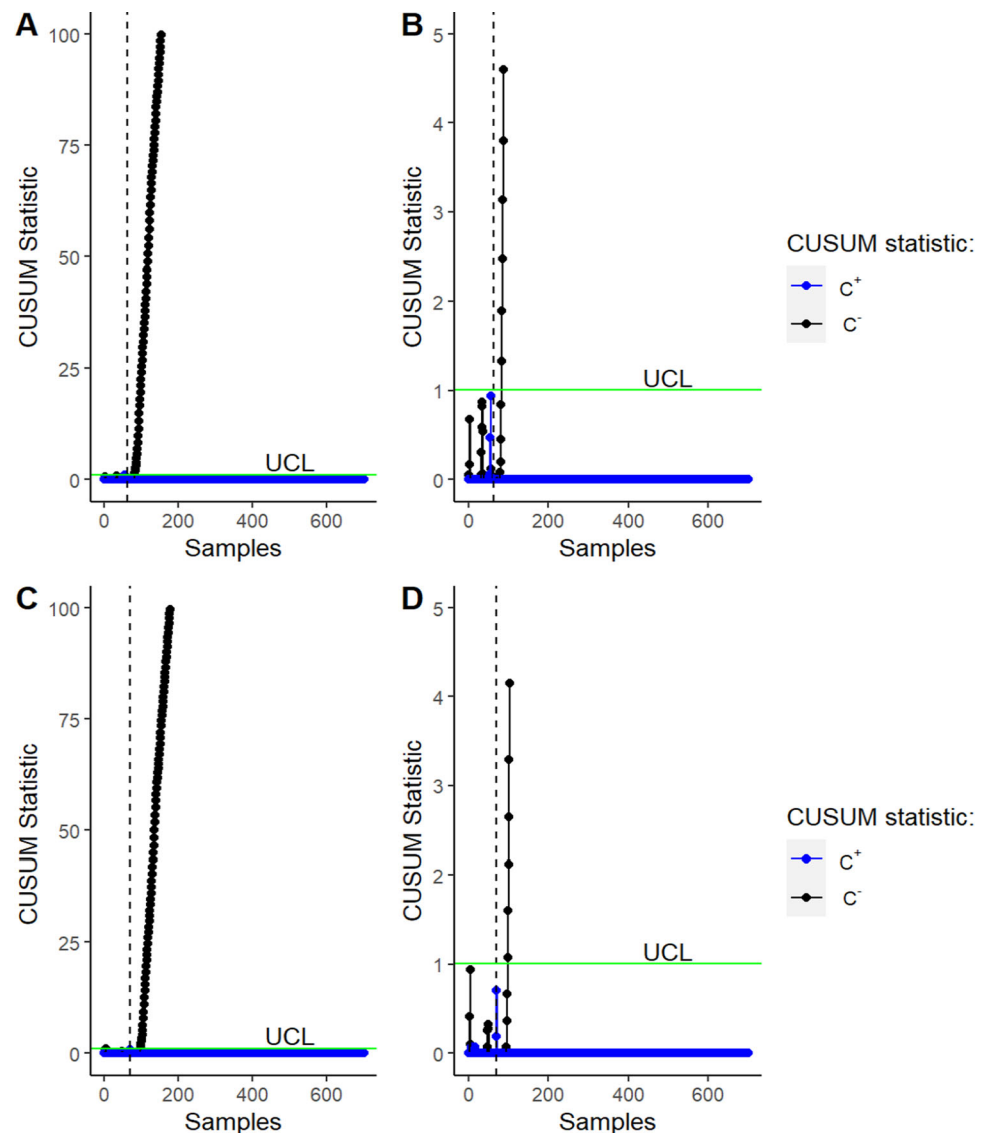 A
B
CUSUM Statistic
100
75
50
25
0
UCL
0 200 400 600
Samples
CUSUM Statistic
5
4
3
2
1
0
UCL
0 200 400 600
Samples
CUSUM statistic:
C+
C-
C
D
CUSUM Statistic
100
75
50
25
0
UCL
0 200 400 600
Samples
CUSUM Statistic
5
4
3
2
1
0
UCL
0 200 400 600
Samples
CUSUM statistic:
C+
C-